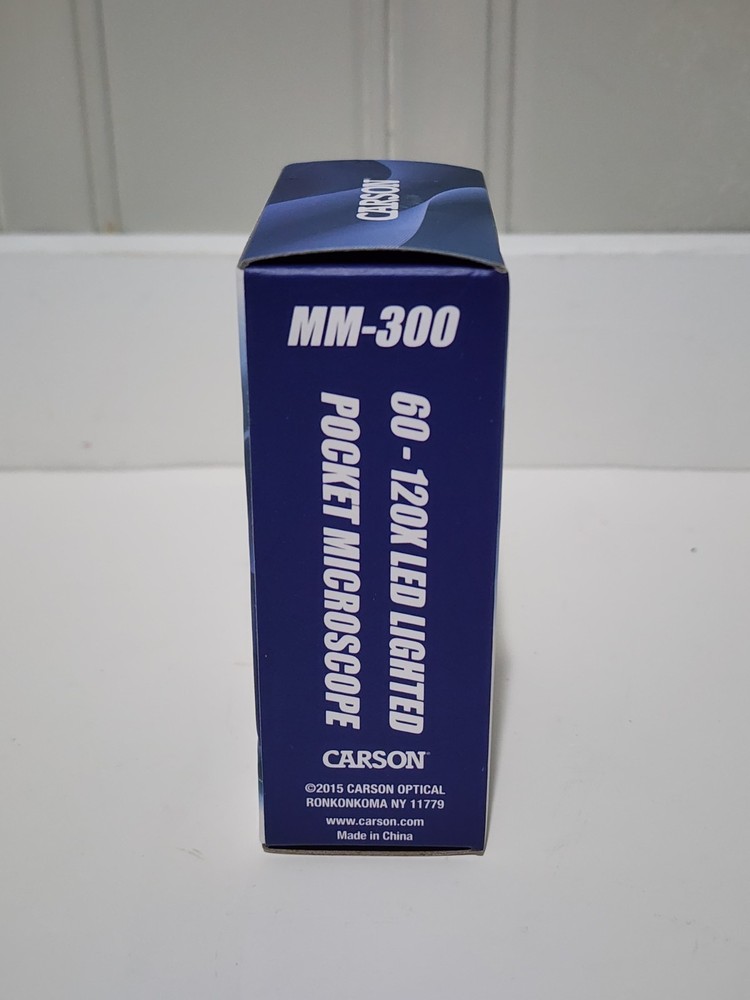 CARSON
MM-300
60 - 120X LED LIGHTED
POCKET MICROSCOPE
CARSON
©2015 CARSON OPTICAL
RONKONKOMA NY 11779
www.carson.com
Made in China